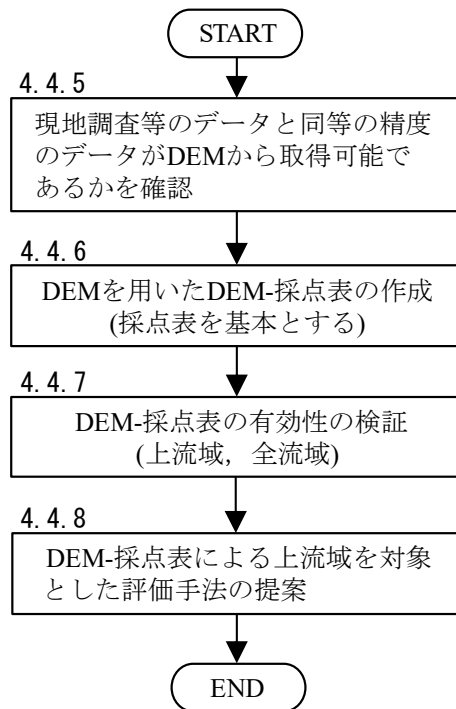 START
4.4.5
現地調査等のデータと同等の精度
のデータがDEMから取得可能で
あるかを確認
4.4.6
DEMを用いたDEM-採点表の作成
(採点表を基本とする)
4.4.7
DEM-採点表の有効性の検証
(上流域，全流域)
4.4.8
DEM-採点表による上流域を対象
とした評価手法の提案
END